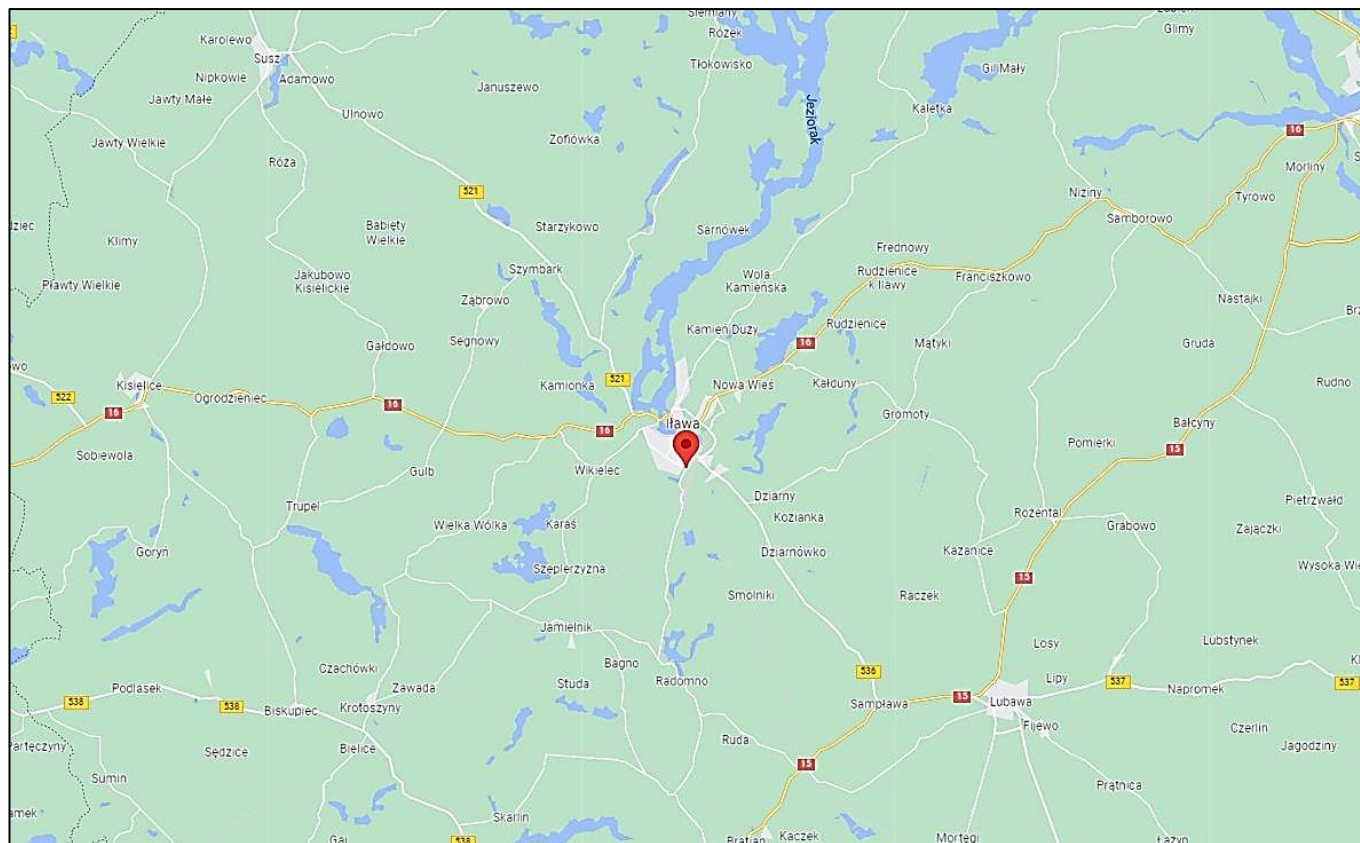 Siemiany
Różek
Glimy
Karolewo
Susz
Adamowo
Nipkowie
Jawty Małe
Januszewo
Tłokowisko
Gil Mały
Ulnowo
Kaletka
Jeziorak
16
Jawty Wielkie
Zofiówka
Róża
Morliny
521
Niziny
Tyrowo
Samborowo
dziec
Klimy
Babięty
Wielkie
Starzykowo
Sarnówek
Frednowy
Pławty Wielkie
Jakubowo
Kisielickie
Szymbark
Wola
Kamieńska
Rudzienice
k Iławy
Franciszkowo
Ząbrowo
Nastajki
Gałdowo
Segnowy
Kamień Duży
Rudzienice
16
Mątyki
Gruda
Kisielice
522
16
Ogrodzieniec
16
Kamionka
521
Nowa Wieś
Kałduny
Rudno
Gromoty
16
Iława
Bałcyny
Sobiewola
Gulb
Wikielec
Pomierki
15
Trupel
Dziarny
Pietrzwałd
Wielka Wólka
Karaś
Kozianka
Rożental
Grabowo
Zajączki
Goryń
Dziarnówko
Kazanice
Szeplerzyzna
15
Wysoka Wie
Smolniki
Raczek
Jamielnik
Losy
Lubstynek
Czachówki
Bagno
536
Podlasek
Zawada
Studa
Radomno
Lipy
537
Napromek
537
538
538
Biskupiec
Krotoszyny
Sampława
15
Lubawa
Fijewo
Czerlin
Partęczyny
Sędzice
Bielice
Ruda
Jagodziny
15
Sumin
Prątnica
Skarlin
538
Kaczek
Mortęgi